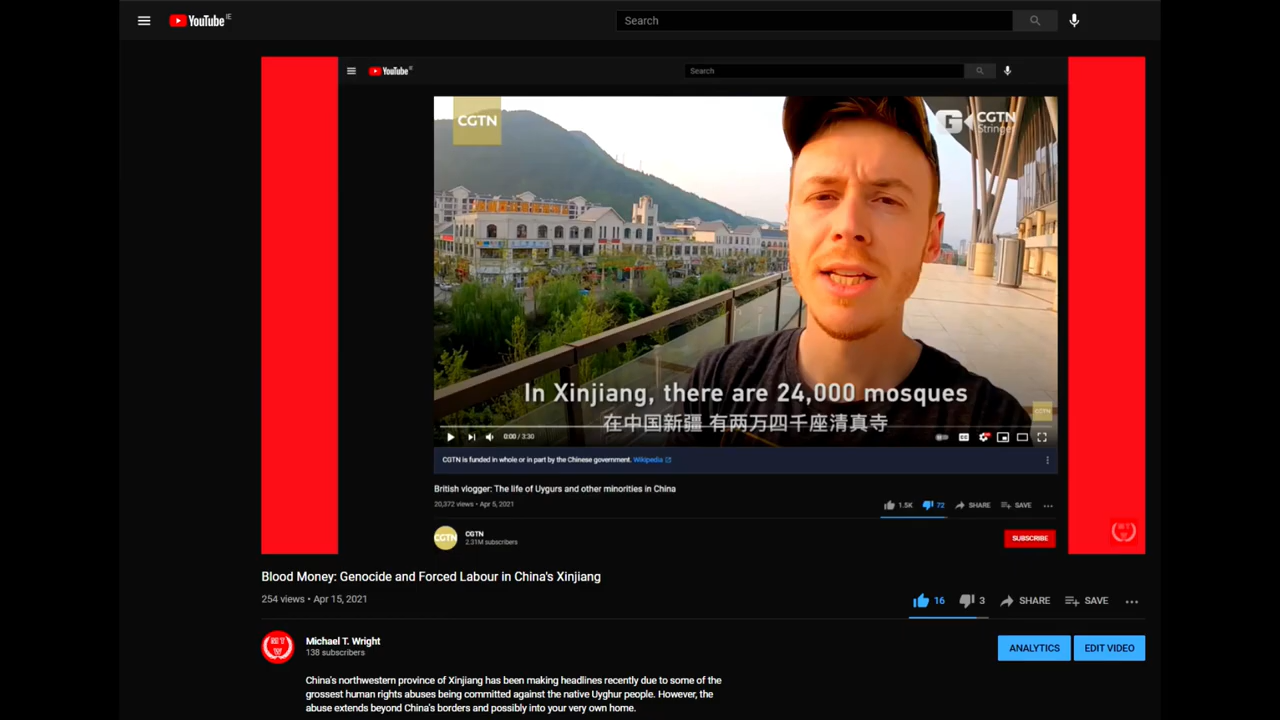 YouTube IE
Search
YouTube IE
Search
CGTN
G CGTN
Stringer
In Xinjiang, there are 24,000 mosques
在中国新疆 有两万四千座清真寺
CGTN
0:00 / 3:30
CC
CGTN is funded in whole or in part by the Chinese government. Wikipedia
British vlogger: The life of Uygurs and other minorities in China
20,372 views • Apr 5, 2021
1.5K 72 SHARE SAVE
CGTN
CGTN
2.31M subscribers
SUBSCRIBE
Blood Money: Genocide and Forced Labour in China's Xinjiang
254 views • Apr 15, 2021
16 3 SHARE SAVE
M T
W
Michael T. Wright
138 subscribers
ANALYTICS
EDIT VIDEO
China's northwestern province of Xinjiang has been making headlines recently due to some of the
grossest human rights abuses being committed against the native Uyghur people. However, the
abuse extends beyond China's borders and possibly into your very own home.